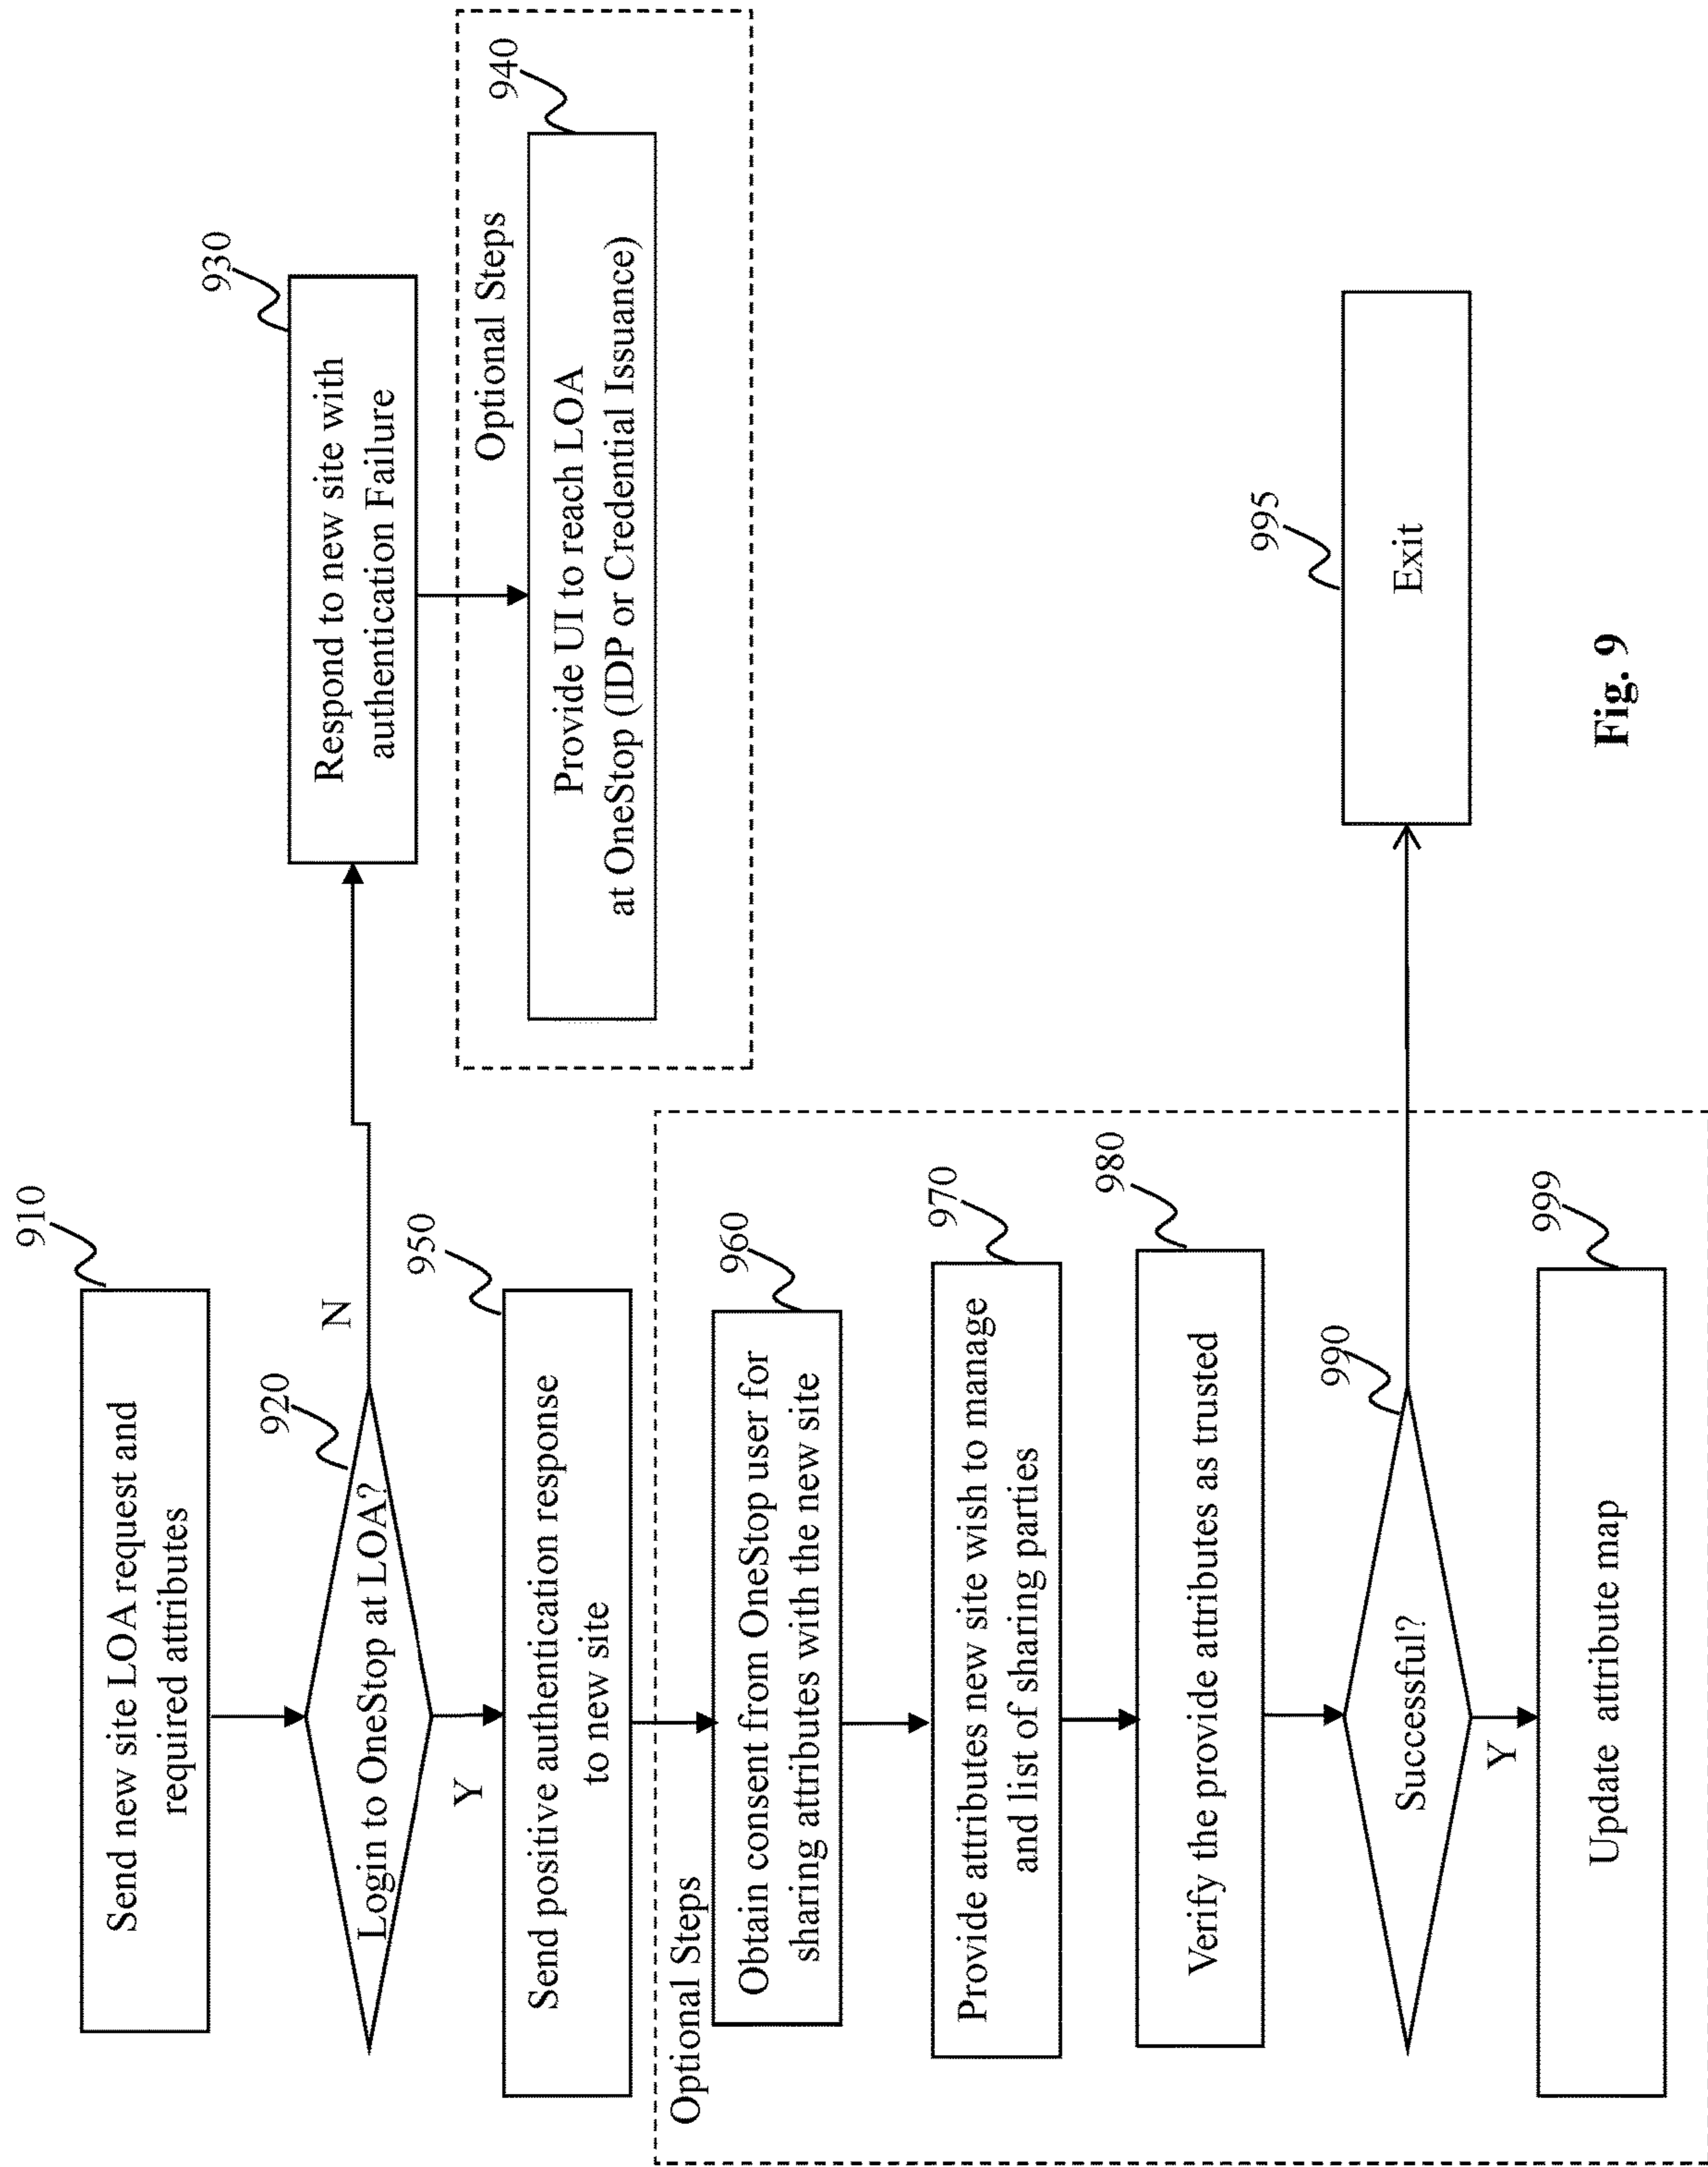 910
Send new site LOA request and
required attributes
920
Login to OneStop at LOA?
N
Y
930
Respond to new site with
authentication Failure
Optional Steps
940
Provide UI to reach LOA
at OneStop (IDP or Credential Issuance)
950
Send positive authentication response
to new site
Optional Steps
960
Obtain consent from OneStop user for
sharing attributes with the new site
970
Provide attributes new site wish to manage
and list of sharing parties
980
Verify the provide attributes as trusted
990
Successful?
Y
995
Exit
999
Update attribute map
Fig. 9